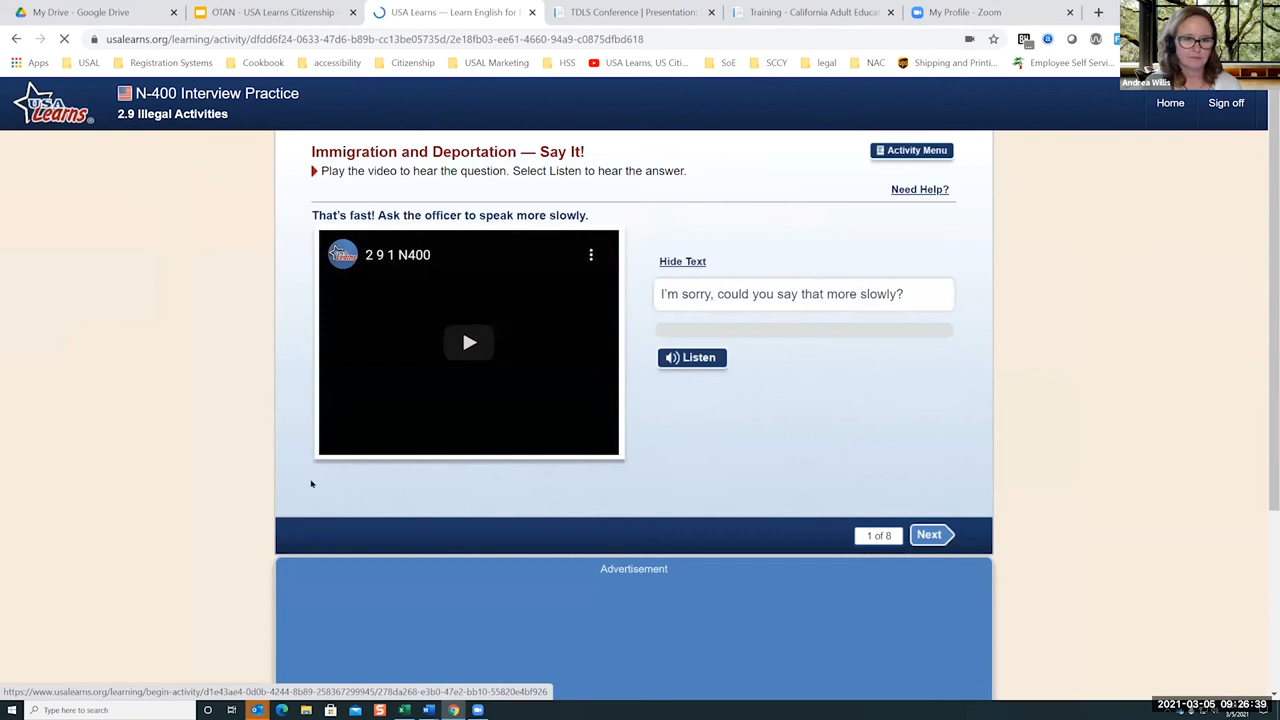 My Drive - Google Drive
OTAN - USA Learns Citizenship -
USA Learns — Learn English for
TDLS Conference | Presentation:
Training - California Adult Educ
My Profile - Zoom
usalearns.org/learning/activity/dfdd6f24-0633-47d6-b89b-cc13be05735d/2e18fb03-ee61-4660-94a9-c0875dfbd618
Apps
USAL
Registration Systems
Cookbook
accessibility
Citizenship
USAL Marketing
HSS
USA Learns, US Citi...
SoE
SCCY
legal
NAC
Shipping and Printi...
Employee Self Servi...
Andrea Willis
USA Learns
N-400 Interview Practice
2.9 Illegal Activities
Home
Sign off
Immigration and Deportation — Say It!
Activity Menu
Play the video to hear the question. Select Listen to hear the answer.
Need Help?
That's fast! Ask the officer to speak more slowly.
2 9 1 N400
Hide Text
I'm sorry, could you say that more slowly?
Listen
1 of 8
Next
Advertisement
https://www.usalearns.org/learning/begin-activity/d1e43ae4-0d0b-4244-8b89-258367299945/278da268-e3b0-47e2-bb10-55820e4bf926
Type here to search
2021-03-05 09:26:39
3/5/2021